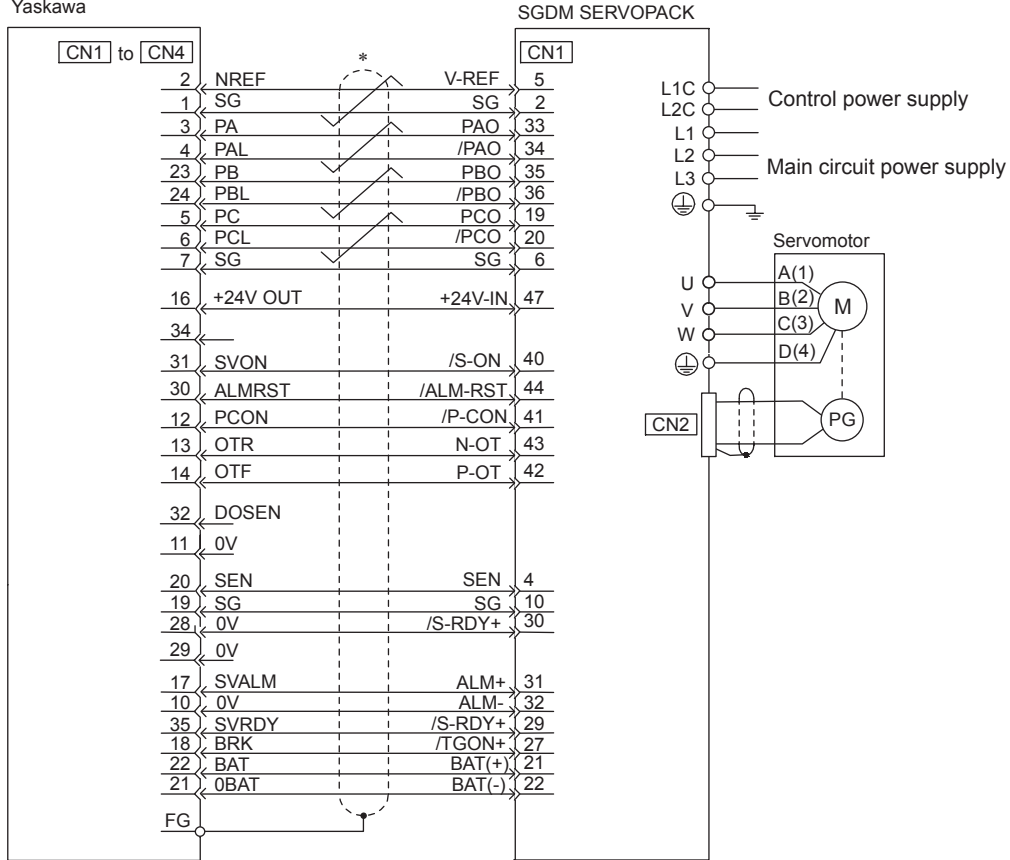 Yaskawa
SGDM SERVOPACK
CN1 to CN4
*
CN1
2 NREF V-REF 5
1 SG SG 2
3 PA PAO 33
4 PAL /PAO 34
23 PB PBO 35
24 PBL /PBO 36
5 PC PCO 19
6 PCL /PCO 20
7 SG SG 6
16 +24V OUT +24V-IN 47
34
31 SVON /S-ON 40
30 ALMRST /ALM-RST 44
12 PCON /P-CON 41
13 OTR N-OT 43
14 OTF P-OT 42
32 DOSEN
11 0V
20 SEN SEN 4
19 SG SG 10
28 0V /S-RDY+ 30
29 0V
17 SVALM ALM+ 31
10 0V ALM- 32
35 SVRDY /S-RDY+ 29
18 BRK /TGON+ 27
22 BAT BAT(+) 21
21 0BAT BAT(-) 22
FG
L1C
L2C
Control power supply
L1
L2
L3
Main circuit power supply
Servomotor
U A(1)
V B(2)
W C(3)
D(4)
M
CN2
PG